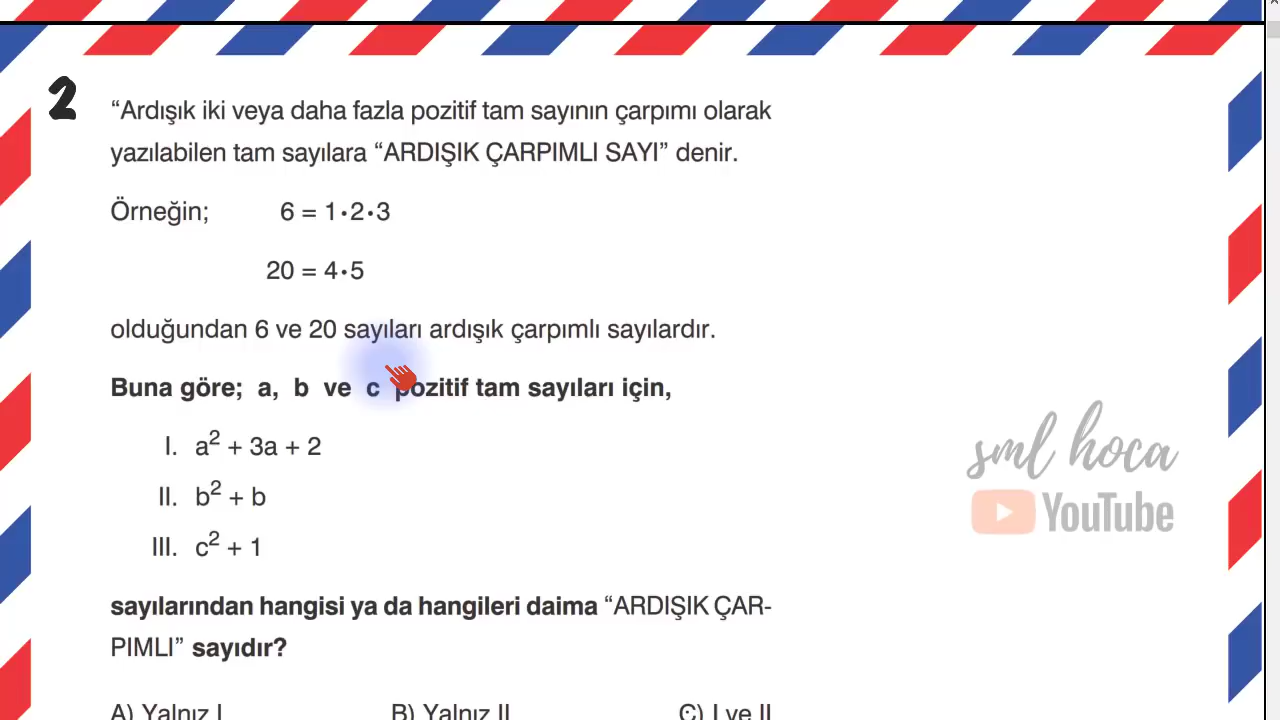 2
“Ardışık iki veya daha fazla pozitif tam sayının çarpımı olarak
yazılabilen tam sayılara “ARDIŞIK ÇARPIMLI SAYI” denir.
Örneğin; 6 = 1·2·3
20 = 4·5
olduğundan 6 ve 20 sayıları ardışık çarpımlı sayılardır.
Buna göre; a, b ve c pozitif tam sayıları için,
I. a² + 3a + 2
II. b² + b
III. c² + 1
sml hoca
YouTube
sayılarından hangisi ya da hangileri daima “ARDIŞIK ÇAR-
PIMLI” sayıdır?
A) Yalnız I B) Yalnız II C) I ve II